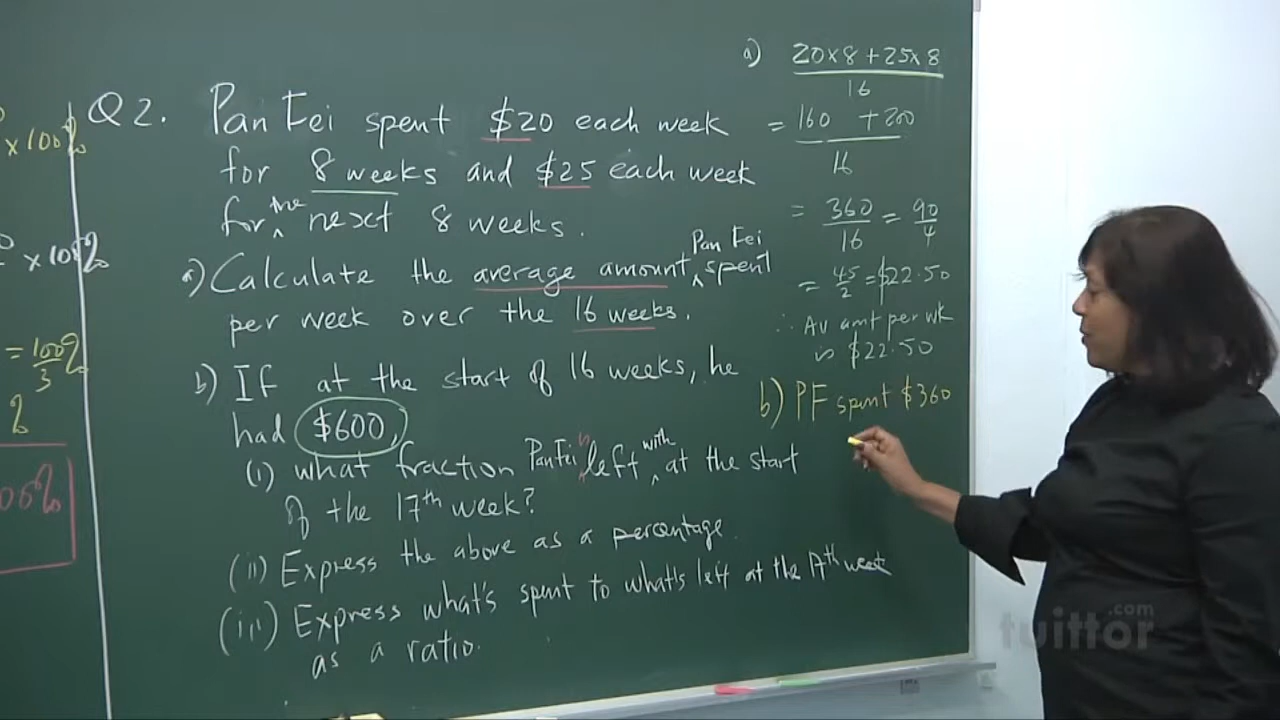 × 100%
× 100%
= 100/3 %
%
Q2. Pan Fei spent $20 each week
for 8 weeks and $25 each week
for the next 8 weeks.
a) Calculate the average amount Pan Fei spent
per week over the 16 weeks.
b) If at the start of 16 weeks, he
had $600,
(i) what fraction Pan Fei is left with at the start
of the 17th week?
(ii) Express the above as a percentage.
(iii) Express what's spent to what's left at the 17th week
as a ratio.
a) 20×8 + 25×8
16
= 160 + 200
16
= 360/16 = 90/4
= 45/2 = $22.50
∴ Av amt per wk
is $22.50
b) PF spent $360
tuittor.com